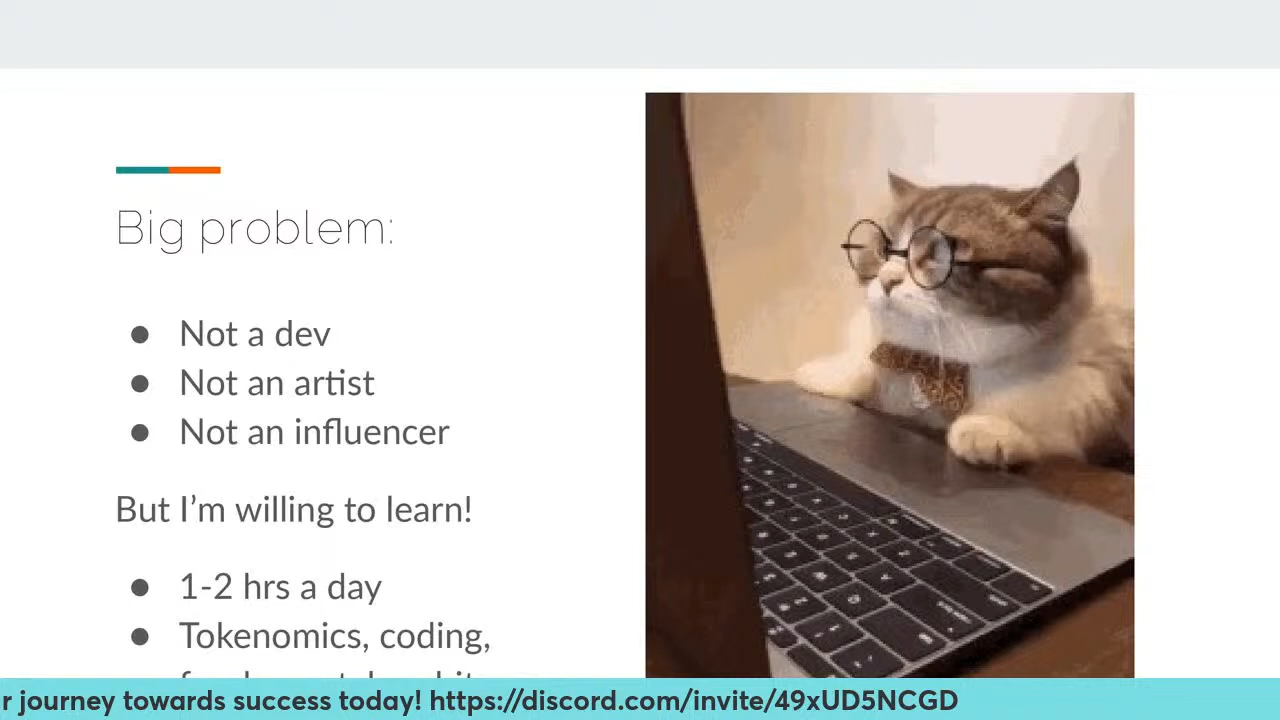 Big problem:
● Not a dev
● Not an artist
● Not an influencer
But I'm willing to learn!
● 1-2 hrs a day
● Tokenomics, coding,
r journey towards success today! https://discord.com/invite/49xUD5NCGD